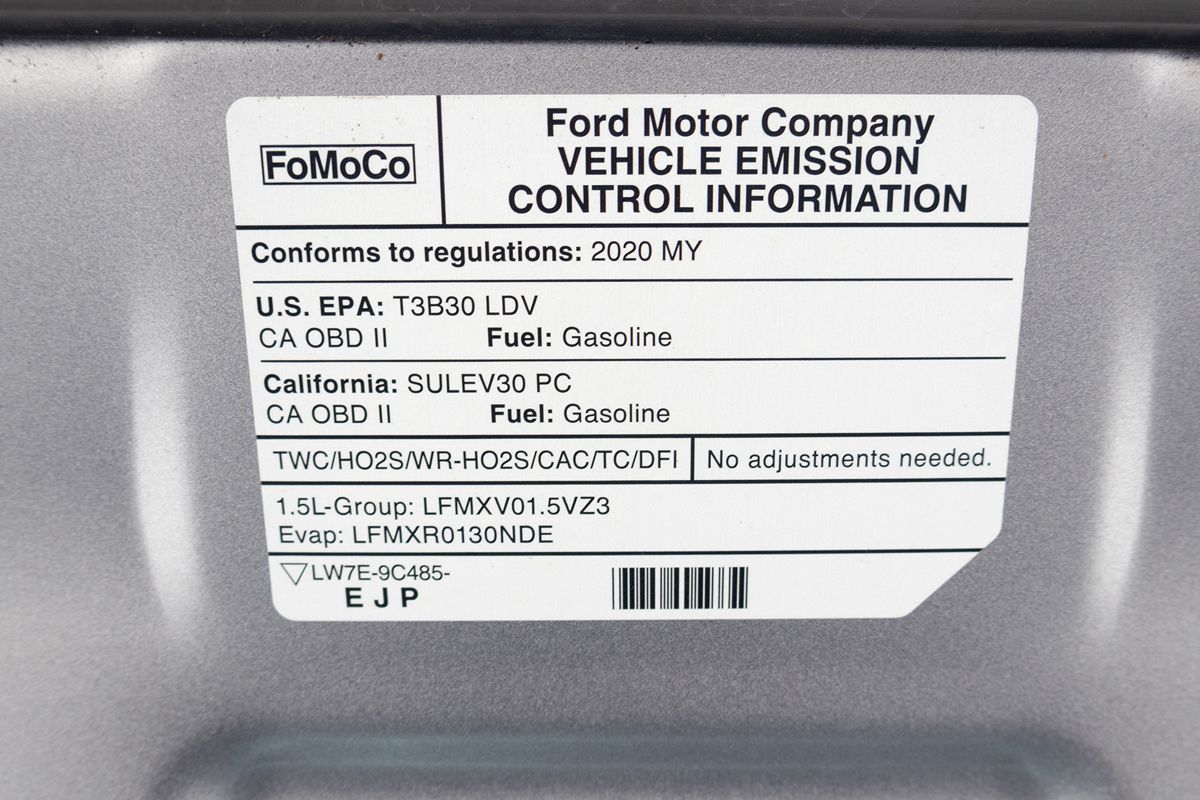 FoMoCo
Ford Motor Company
VEHICLE EMISSION
CONTROL INFORMATION
Conforms to regulations: 2020 MY
U.S. EPA: T3B30 LDV
CA OBD II Fuel: Gasoline
California: SULEV30 PC
CA OBD II Fuel: Gasoline
TWC/HO2S/WR-HO2S/CAC/TC/DFI No adjustments needed.
1.5L-Group: LFMXV01.5VZ3
Evap: LFMXR0130NDE
LW7E-9C485-
E J P